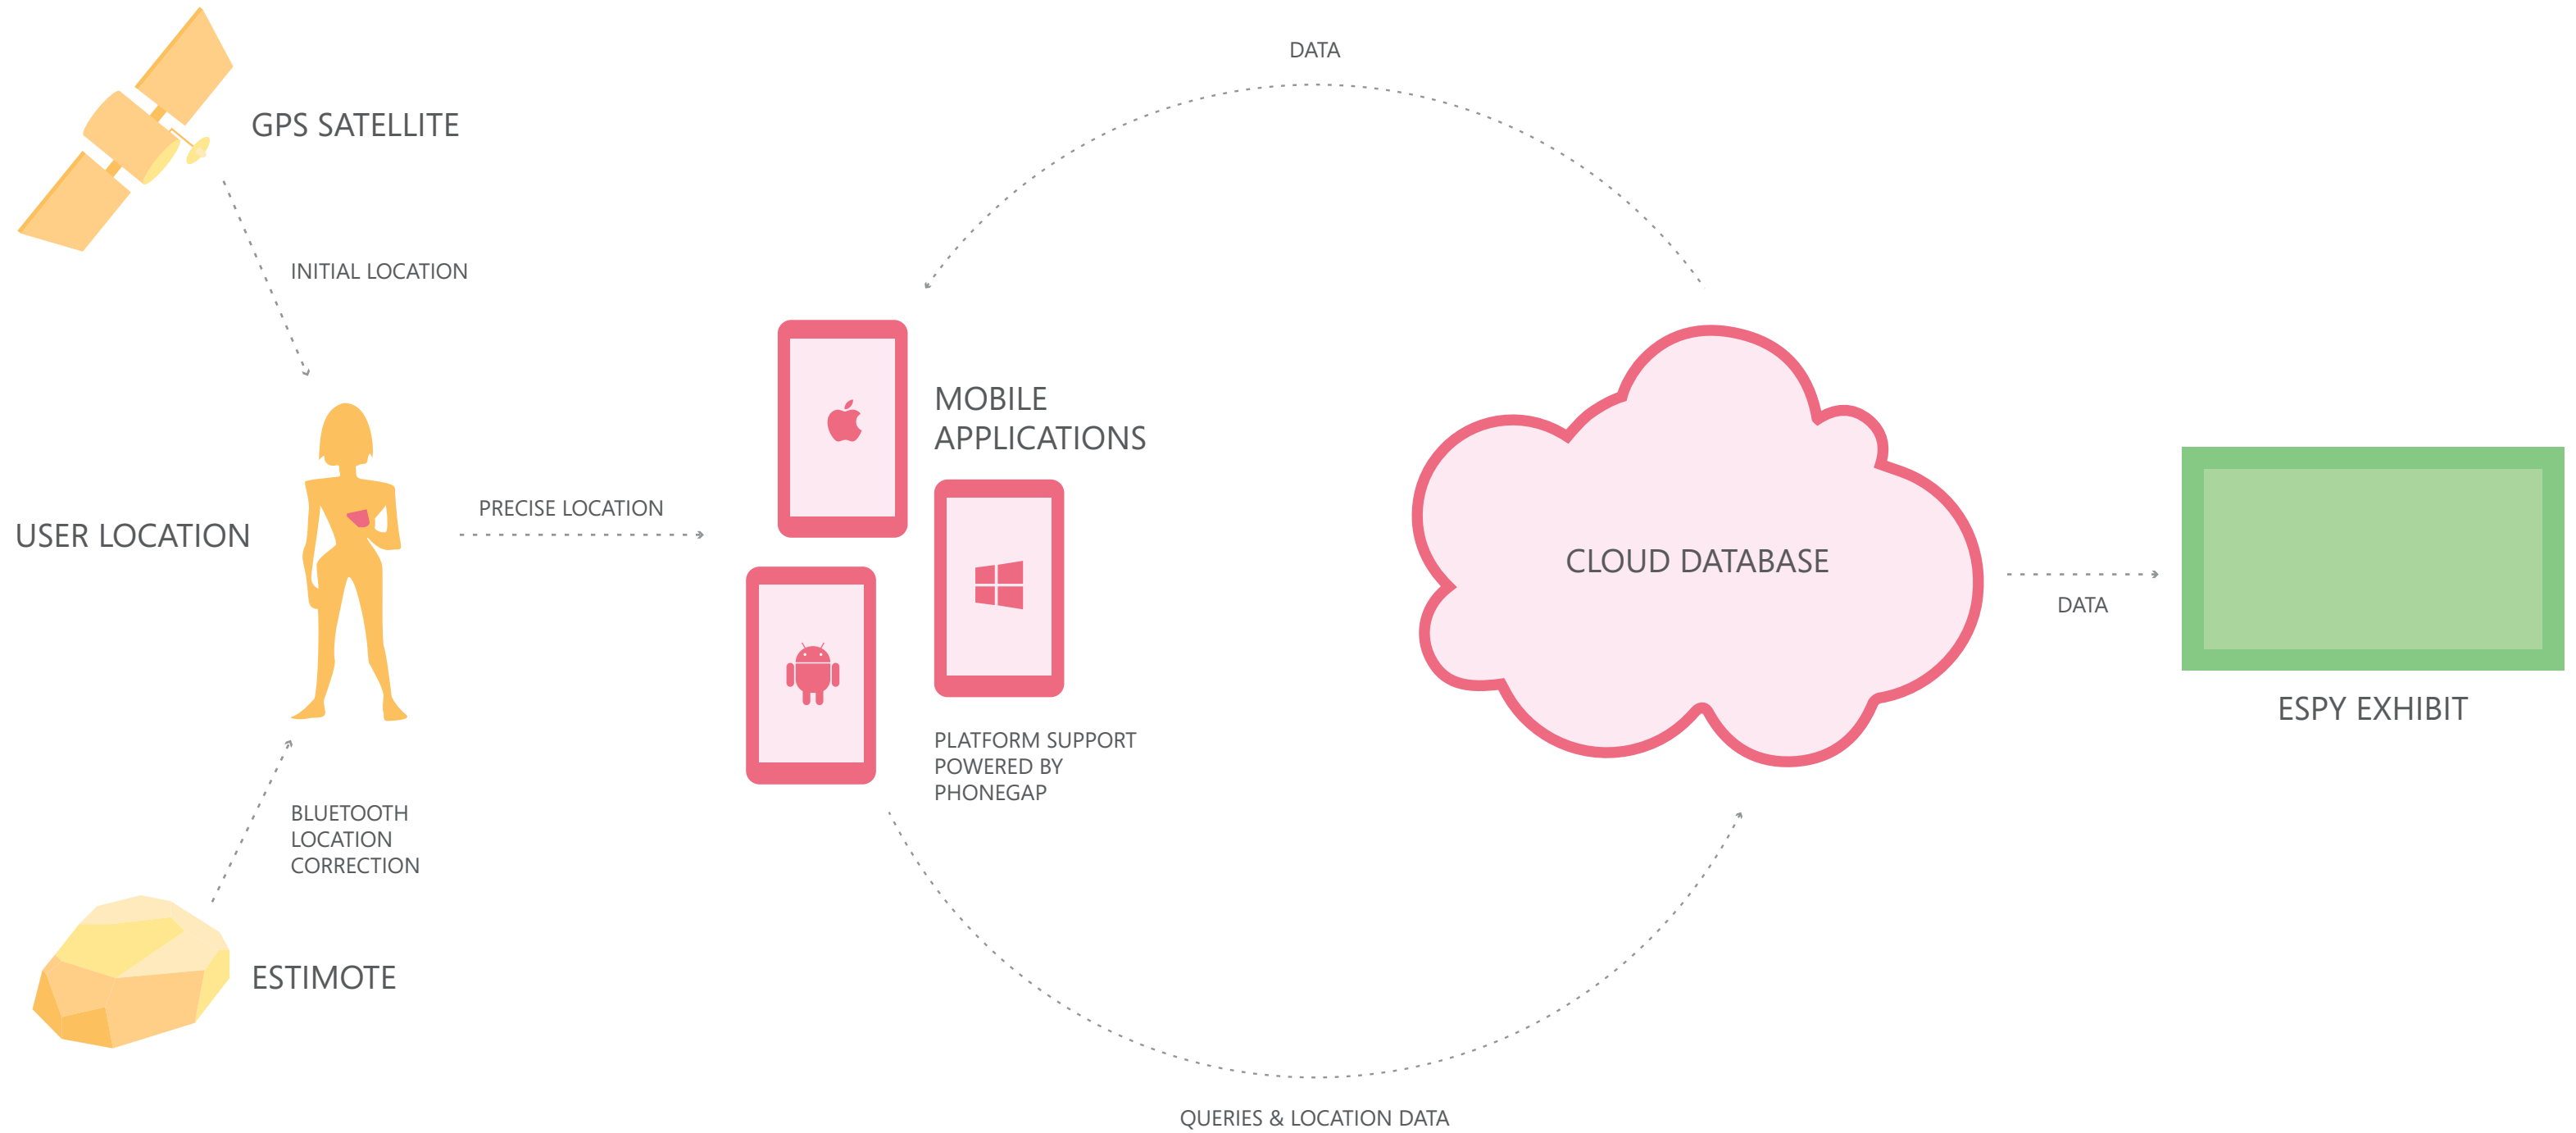 DATA
GPS SATELLITE
INITIAL LOCATION
MOBILE
APPLICATIONS
PRECISE LOCATION
USER LOCATION
CLOUD DATABASE
DATA
ESPY EXHIBIT
PLATFORM SUPPORT
POWERED BY
PHONEGAP
BLUETOOTH
LOCATION
CORRECTION
ESTIMOTE
QUERIES & LOCATION DATA